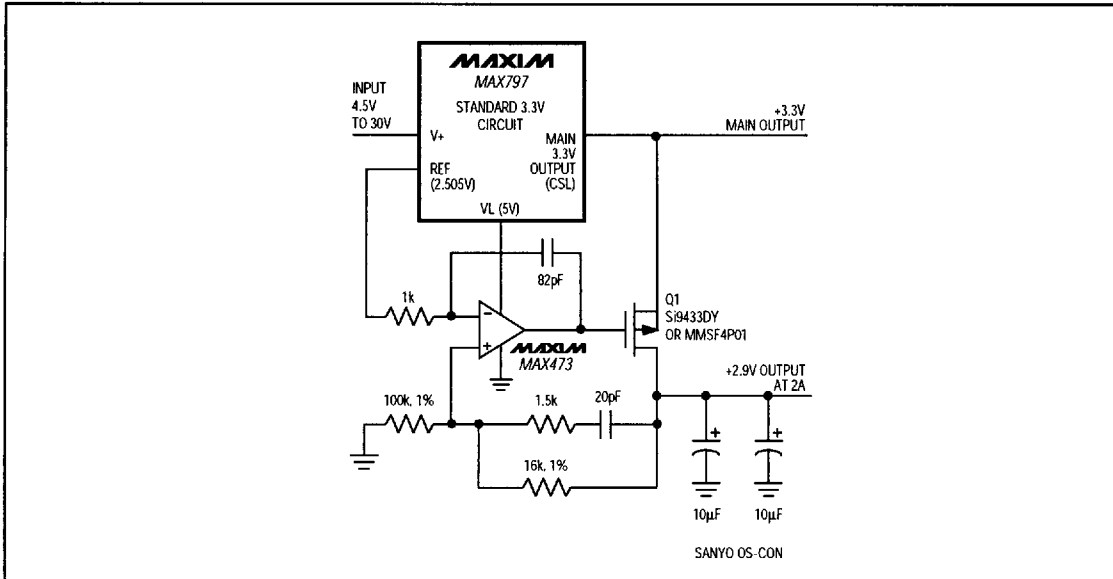 MAXIM
MAX797
STANDARD 3.3V
CIRCUIT
INPUT
4.5V
TO 30V
V+
REF
(2.505V)
MAIN
3.3V
OUTPUT
(CSL)
VL (5V)
+3.3V
MAIN OUTPUT
82pF
1k
−
+
MAXIM
MAX473
Q1
Si9433DY
OR MMSF4P01
+2.9V OUTPUT
AT 2A
100k, 1%
1.5k
20pF
16k, 1%
+
+
10µF
10µF
SANYO OS-CON